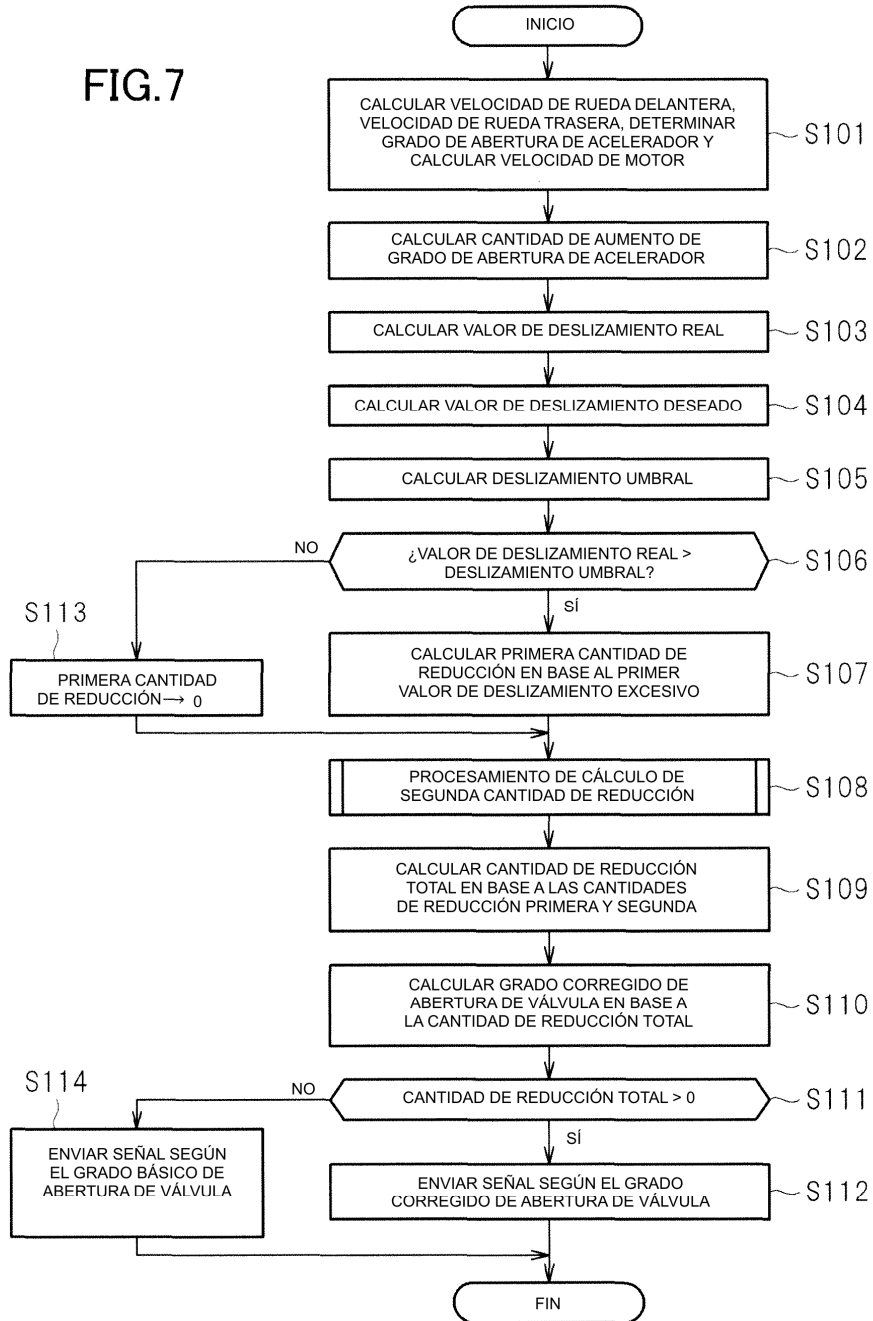 INICIO
FIG.7
CALCULAR VELOCIDAD DE RUEDA DELANTERA,
VELOCIDAD DE RUEDA TRASERA, DETERMINAR
GRADO DE ABERTURA DE ACELERADOR Y
CALCULAR VELOCIDAD DE MOTOR
S101
CALCULAR CANTIDAD DE AUMENTO DE
GRADO DE ABERTURA DE ACELERADOR
S102
CALCULAR VALOR DE DESLIZAMIENTO REAL
S103
CALCULAR VALOR DE DESLIZAMIENTO DESEADO
S104
CALCULAR DESLIZAMIENTO UMBRAL
S105
NO
¿VALOR DE DESLIZAMIENTO REAL >
DESLIZAMIENTO UMBRAL?
S106
SÍ
S113
PRIMERA CANTIDAD
DE REDUCCIÓN→ 0
CALCULAR PRIMERA CANTIDAD DE
REDUCCIÓN EN BASE AL PRIMER
VALOR DE DESLIZAMIENTO EXCESIVO
S107
PROCESAMIENTO DE CÁLCULO DE
SEGUNDA CANTIDAD DE REDUCCIÓN
S108
CALCULAR CANTIDAD DE REDUCCIÓN
TOTAL EN BASE A LAS CANTIDADES
DE REDUCCIÓN PRIMERA Y SEGUNDA
S109
CALCULAR GRADO CORREGIDO DE
ABERTURA DE VÁLVULA EN BASE A
LA CANTIDAD DE REDUCCIÓN TOTAL
S110
NO
CANTIDAD DE REDUCCIÓN TOTAL > 0
S111
SÍ
S114
ENVIAR SEÑAL SEGÚN
EL GRADO BÁSICO DE
ABERTURA DE VÁLVULA
ENVIAR SEÑAL SEGÚN EL GRADO
CORREGIDO DE ABERTURA DE VÁLVULA
S112
FIN